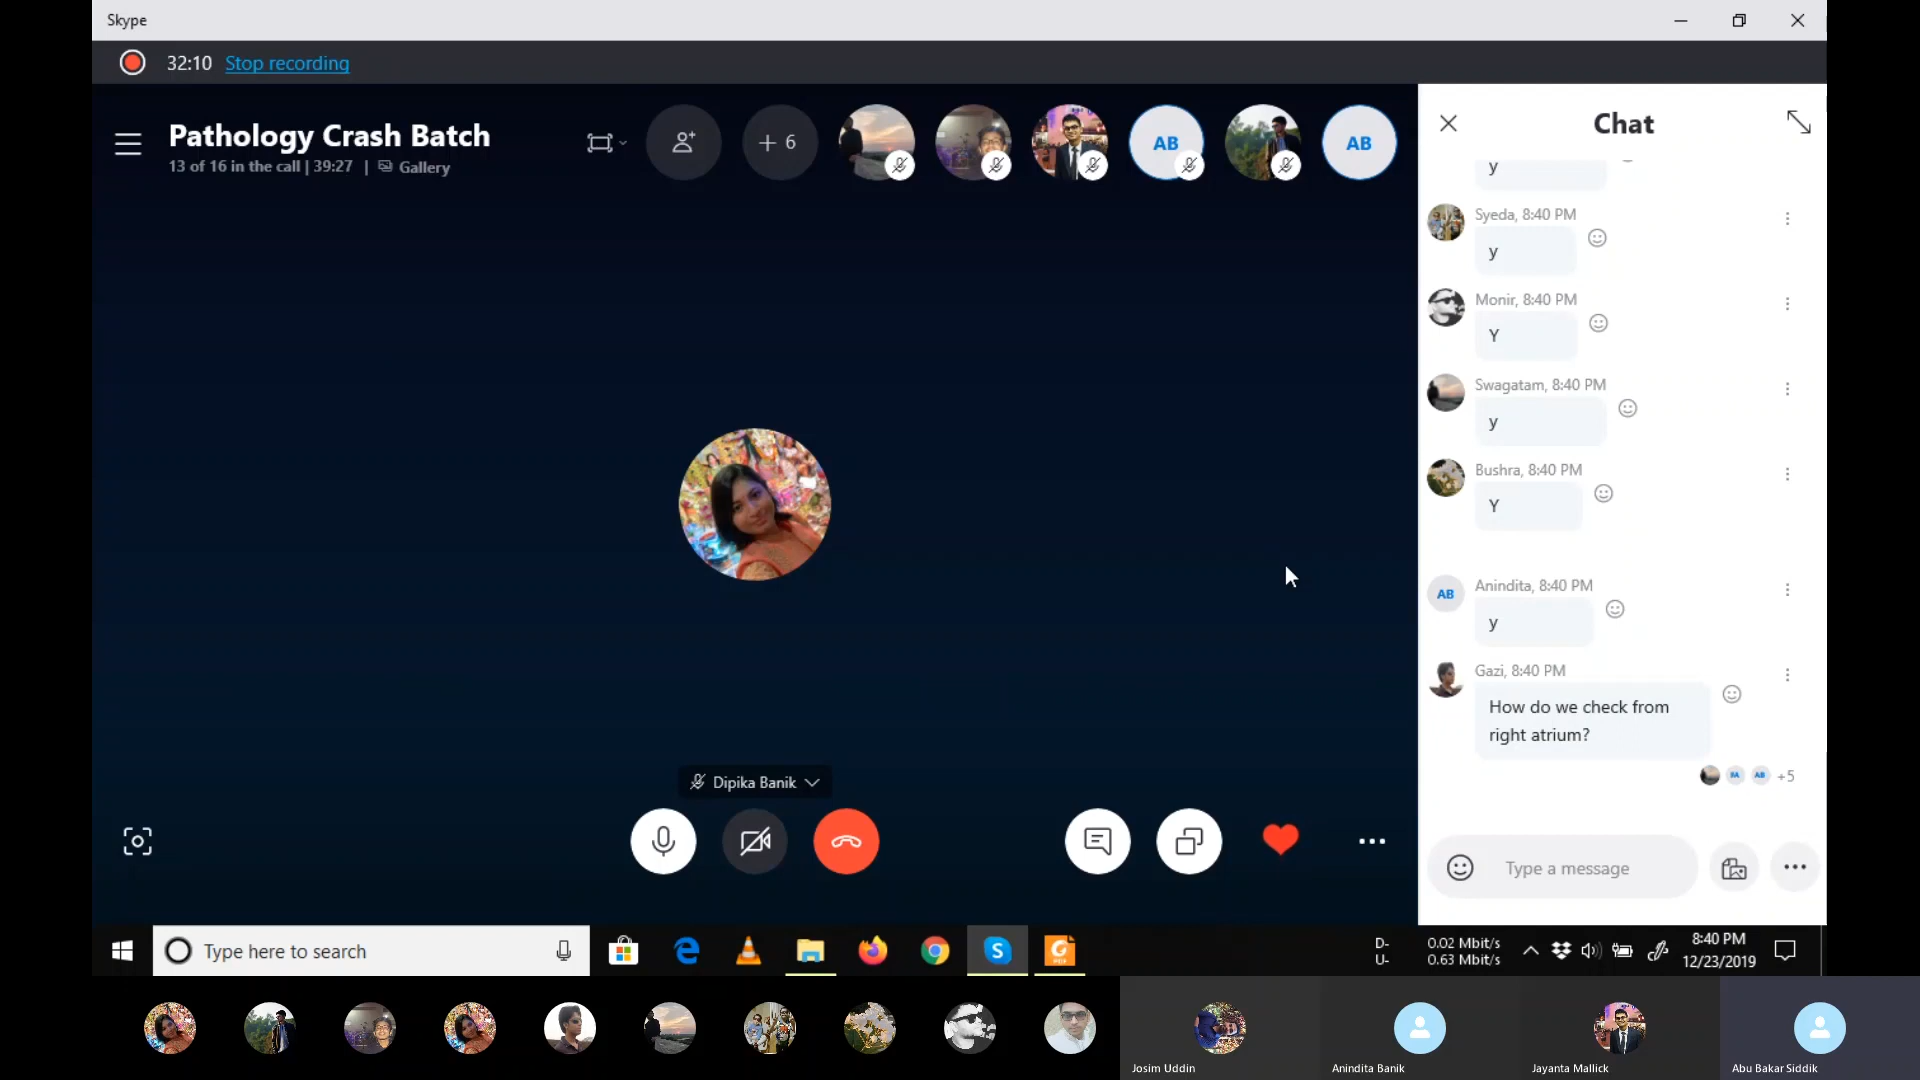 Skype
32:10 Stop recording
Pathology Crash Batch
13 of 16 in the call | 39:27 | Gallery
+ 6
AB
AB
Chat
y
Syeda, 8:40 PM
y
Monir, 8:40 PM
Y
Swagatam, 8:40 PM
y
Bushra, 8:40 PM
Y
AB
Anindita, 8:40 PM
y
Gazi, 8:40 PM
How do we check from
right atrium?
AB
+5
Dipika Banik
Type a message
Type here to search
D- 0.02 Mbit/s
U- 0.63 Mbit/s
8:40 PM
12/23/2019
Josim Uddin
Anindita Banik
Jayanta Mallick
Abu Bakar Siddik